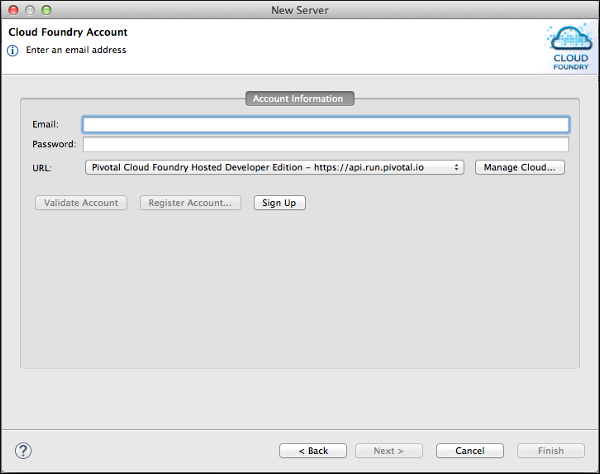 New Server
Cloud Foundry Account
Enter an email address
CLOUD
FOUNDRY
Account Information
Email:
Password:
URL: Pivotal Cloud Foundry Hosted Developer Edition – https://api.run.pivotal.io Manage Cloud...
Validate Account Register Account... Sign Up
? < Back Next > Cancel Finish